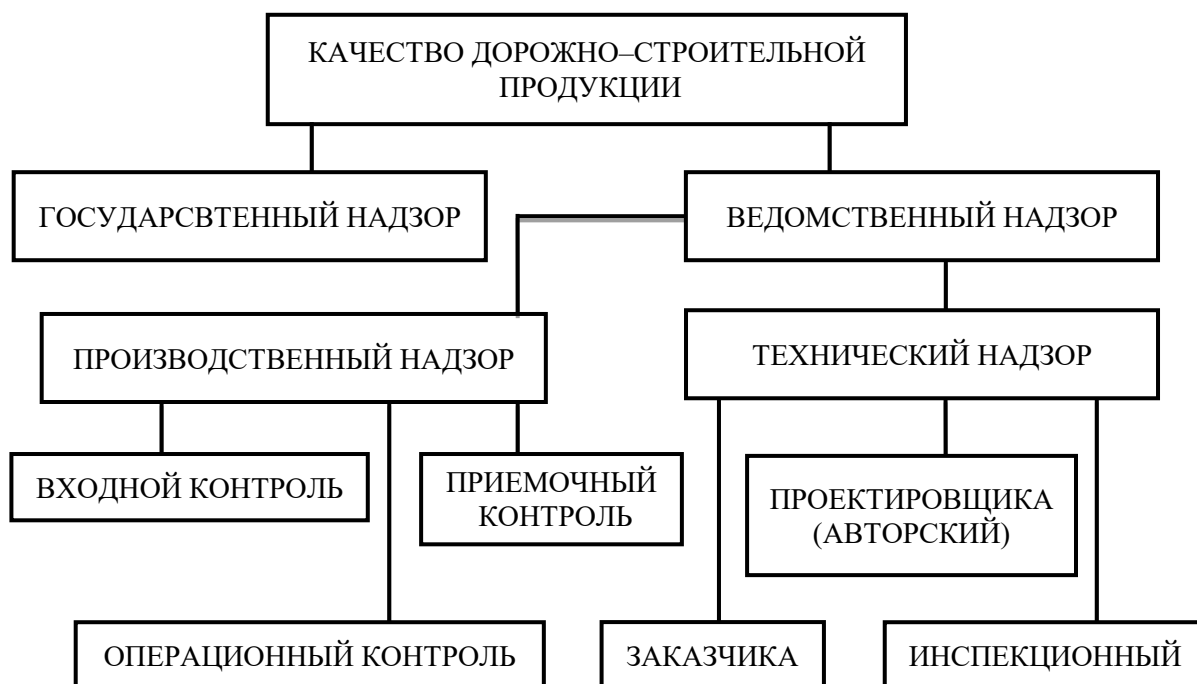 КАЧЕСТВО ДОРОЖНО–СТРОИТЕЛЬНОЙ
ПРОДУКЦИИ
ГОСУДАРСВТЕННЫЙ НАДЗОР
ВЕДОМСТВЕННЫЙ НАДЗОР
ПРОИЗВОДСТВЕННЫЙ НАДЗОР
ТЕХНИЧЕСКИЙ НАДЗОР
ВХОДНОЙ КОНТРОЛЬ
ПРИЕМОЧНЫЙ
КОНТРОЛЬ
ПРОЕКТИРОВЩИКА
(АВТОРСКИЙ)
ОПЕРАЦИОННЫЙ КОНТРОЛЬ
ЗАКАЗЧИКА
ИНСПЕКЦИОННЫЙ